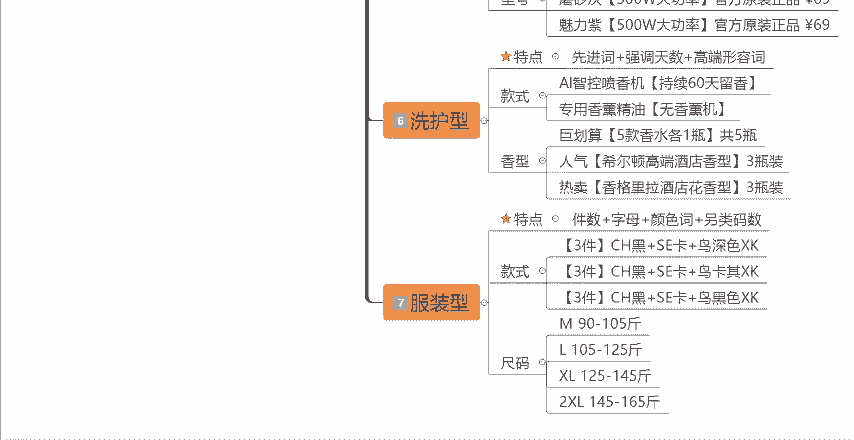 魅力紫【500W大功率】官方原装正品 ¥69
6 洗护型
特点
先进词+强调天数+高端形容词
款式
AI智控喷香机【持续60天留香】
专用香薰精油【无香薰机】
香型
巨划算【5款香水各1瓶】共5瓶
人气【希尔顿高端酒店香型】3瓶装
热卖【香格里拉酒店花香型】3瓶装
7 服装型
特点
件数+字母+颜色词+另类码数
款式
【3件】CH黑+SE卡+鸟深色XK
【3件】CH黑+SE卡+鸟卡其XK
【3件】CH黑+SE卡+鸟黑色XK
尺码
M 90-105斤
L 105-125斤
XL 125-145斤
2XL 145-165斤